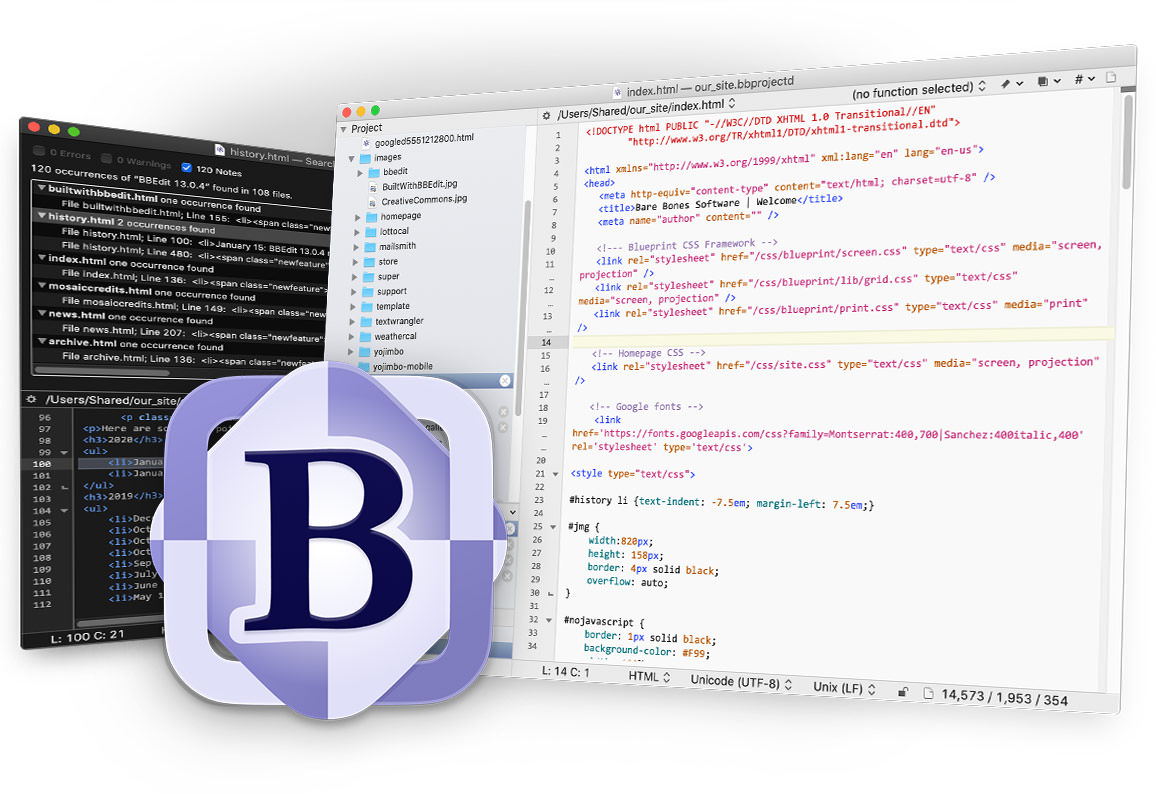 history.html — Search
0 Errors 0 Warnings 120 Notes
120 occurrences of "BBEdit 13.0.4" found in 108 files.
builtwithbbedit.html one occurrence found
File builtwithbbedit.html; Line 155: <li><span class="newfeature"
history.html 2 occurrences found
File history.html; Line 100: <li>January 15: BBEdit 13.0.4
File history.html; Line 480: <li><span class="newfeature">
index.html one occurrence found
File index.html; Line 136: <li><span class="newfeature">
mosaiccredits.html one occurrence found
File mosaiccredits.html; Line 149: <li><span class="newfe
news.html one occurrence found
File news.html; Line 207: <li><span class="newfeature">
archive.html one occurrence found
File archive.html; Line 136: <li><span class="newfeatur
/Users/Shared/our_site/
96 <p clas
97 <p>Here are so
98 <h3>2020</h3>
99 <ul>
100 <li>Janua
101 <li>Janua
102 </ul>
103 <h3>2019</h3>
104 <ul>
105 <li>Dec
106 <li>Oct
107 <li>Oct
108 <li>Oct
109 <li>Sep
110 <li>July
111 <li>June
112 <li>May 1
L: 100 C: 21
B
index.html — our_site.bbprojectd
Project
googled5551212800.html
images
bbedit
BuiltWithBBEdit.jpg
CreativeCommons.jpg
homepage
lottocal
mailsmith
store
super
support
template
textwrangler
weathercal
yojimbo
yojimbo-mobile
/Users/Shared/our_site/index.html (no function selected) #
1 <!DOCTYPE html PUBLIC "-//W3C//DTD XHTML 1.0 Transitional//EN"
2 "http://www.w3.org/TR/xhtml1/DTD/xhtml1-transitional.dtd">
3
4 <html xmlns="http://www.w3.org/1999/xhtml" xml:lang="en" lang="en-us">
5 <head>
6 <meta http-equiv="content-type" content="text/html; charset=utf-8" />
7 <title>Bare Bones Software | Welcome</title>
8 <meta name="author" content="" />
9
10 <!--- Blueprint CSS Framework -->
11 <link rel="stylesheet" href="/css/blueprint/screen.css" type="text/css" media="screen,
… projection" />
12 <link rel="stylesheet" href="/css/blueprint/lib/grid.css" type="text/css"
… media="screen, projection" />
13 <link rel="stylesheet" href="/css/blueprint/print.css" type="text/css" media="print"
… />
14
15 <!-- Homepage CSS -->
16 <link rel="stylesheet" href="/css/site.css" type="text/css" media="screen, projection"
… />
17
18 <!-- Google fonts -->
19 <link
… href='https://fonts.googleapis.com/css?family=Montserrat:400,700|Sanchez:400italic,400'
… rel='stylesheet' type='text/css'>
20
21 <style type="text/css">
22
23 #history li {text-indent: -7.5em; margin-left: 7.5em;}
24
25 #jmg {
26 width:820px;
27 height: 158px;
28 border: 4px solid black;
29 overflow: auto;
30 }
31
32 #nojavascript {
33 border: 1px solid black;
34 background-color: #F99;
L: 14 C: 1 HTML Unicode (UTF-8) Unix (LF) 14,573 / 1,953 / 354